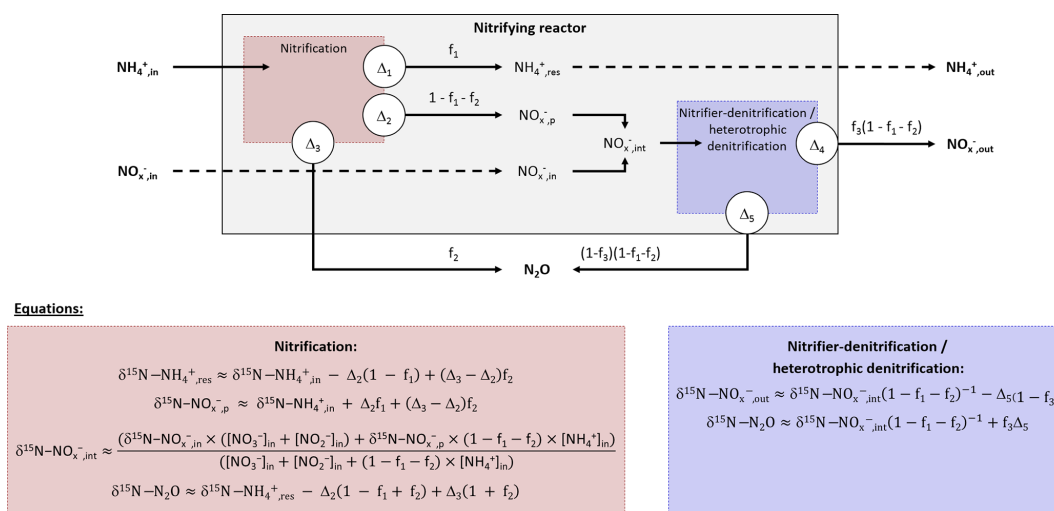 Nitrifying reactor
Nitrification
NH₄⁺,in
Δ₁
f₁
NH₄⁺,res
NH₄⁺,out
Δ₂
1 - f₁ - f₂
NOₓ⁻,p
Nitrifier-denitrification /
heterotrophic
denitrification
Δ₃
NOₓ⁻,int
Δ₄
f₃(1 - f₁ - f₂)
NOₓ⁻,out
NOₓ⁻,in
NOₓ⁻,in
Δ₅
f₂
N₂O
(1-f₃)(1-f₁-f₂)
Equations:
Nitrification:
δ¹⁵N−NH₄⁺,res ≈ δ¹⁵N−NH₄⁺,in − Δ₂(1 − f₁) + (Δ₃ − Δ₂)f₂
δ¹⁵N−NOₓ⁻,p ≈ δ¹⁵N−NH₄⁺,in + Δ₂f₁ + (Δ₃ − Δ₂)f₂
δ¹⁵N−NOₓ⁻,int ≈ (δ¹⁵N−NOₓ⁻,in × ([NO₃⁻]in + [NO₂⁻]in) + δ¹⁵N−NOₓ⁻,p × (1 − f₁ − f₂) × [NH₄⁺]in)
([NO₃⁻]in + [NO₂⁻]in + (1 − f₁ − f₂) × [NH₄⁺]in)
δ¹⁵N−N₂O ≈ δ¹⁵N−NH₄⁺,res − Δ₂(1 − f₁ + f₂) + Δ₃(1 + f₂)
Nitrifier-denitrification /
heterotrophic denitrification:
δ¹⁵N−NOₓ⁻,out ≈ δ¹⁵N−NOₓ⁻,int(1 − f₁ − f₂)⁻¹ − Δ₅(1 − f₃
δ¹⁵N−N2O ≈ δ¹⁵N−NOₓ⁻,int(1 − f₁ − f₂)⁻¹ + f₃Δ₅